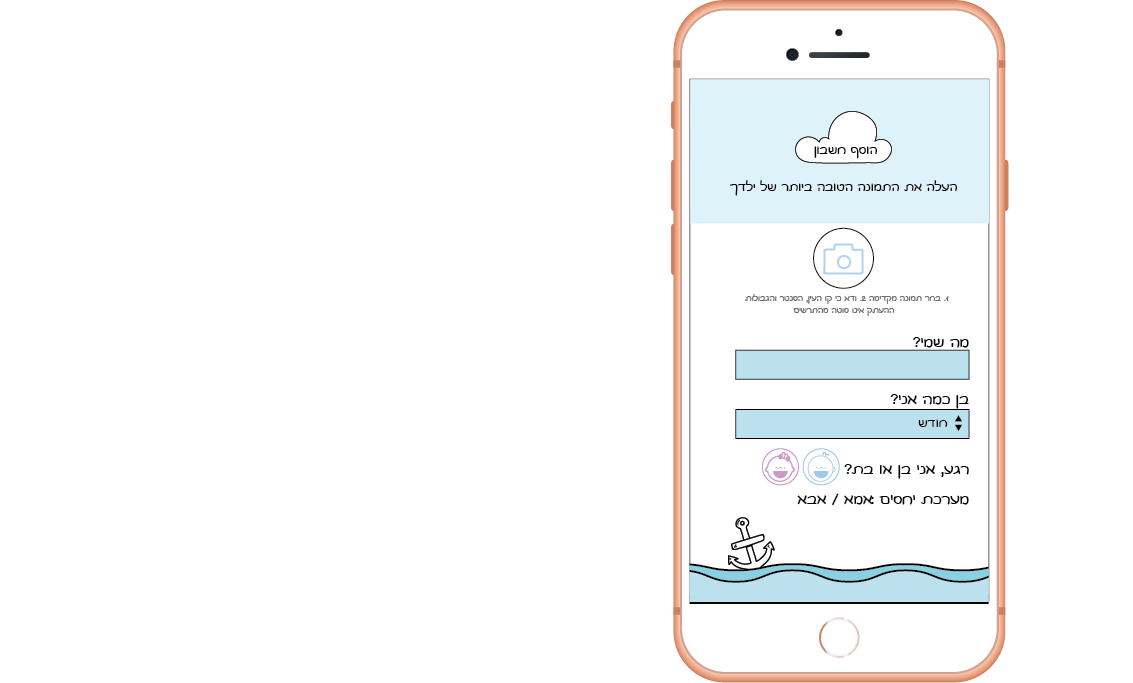 הוסף חשבון
העלה את התמונה הטובה ביותר של ילדך
1. בחר תמונה מקדימה 2. ודא כי קו העין, הסנטר והגבולות.
ההעתק אינו סוטה מהתרשים
מה שמי?
בן כמה אני?
חודש
רגע, אני בן או בת?
מערכת יחסים: אמא / אבא